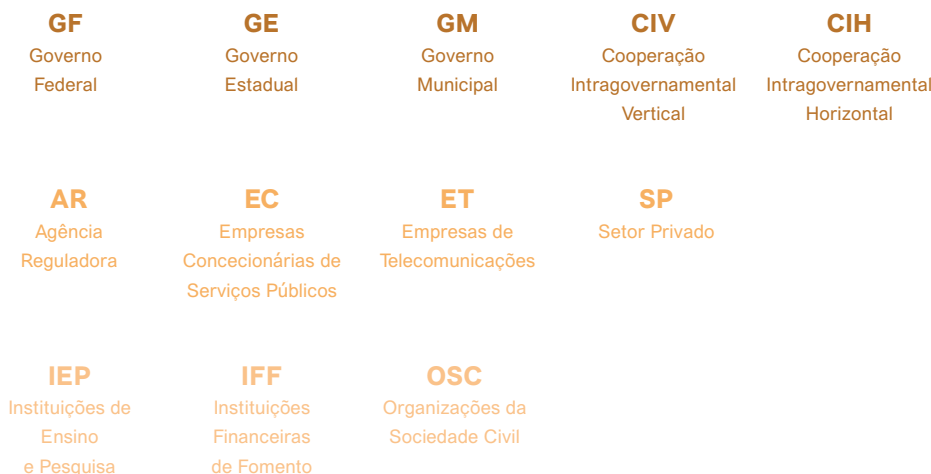 GF
Governo
Federal
GE
Governo
Estadual
GM
Governo
Municipal
CIV
Cooperação
Intragovernamental
Vertical
CIH
Cooperação
Intragovernamental
Horizontal
AR
Agência
Reguladora
EC
Empresas
Concecionárias de
Serviços Públicos
ET
Empresas de
Telecomunicações
SP
Setor Privado
IEP
Instituições de
Ensino
e Pesquisa
IFF
Instituições
Financeiras
de Fomento
OSC
Organizações da
Sociedade Civil